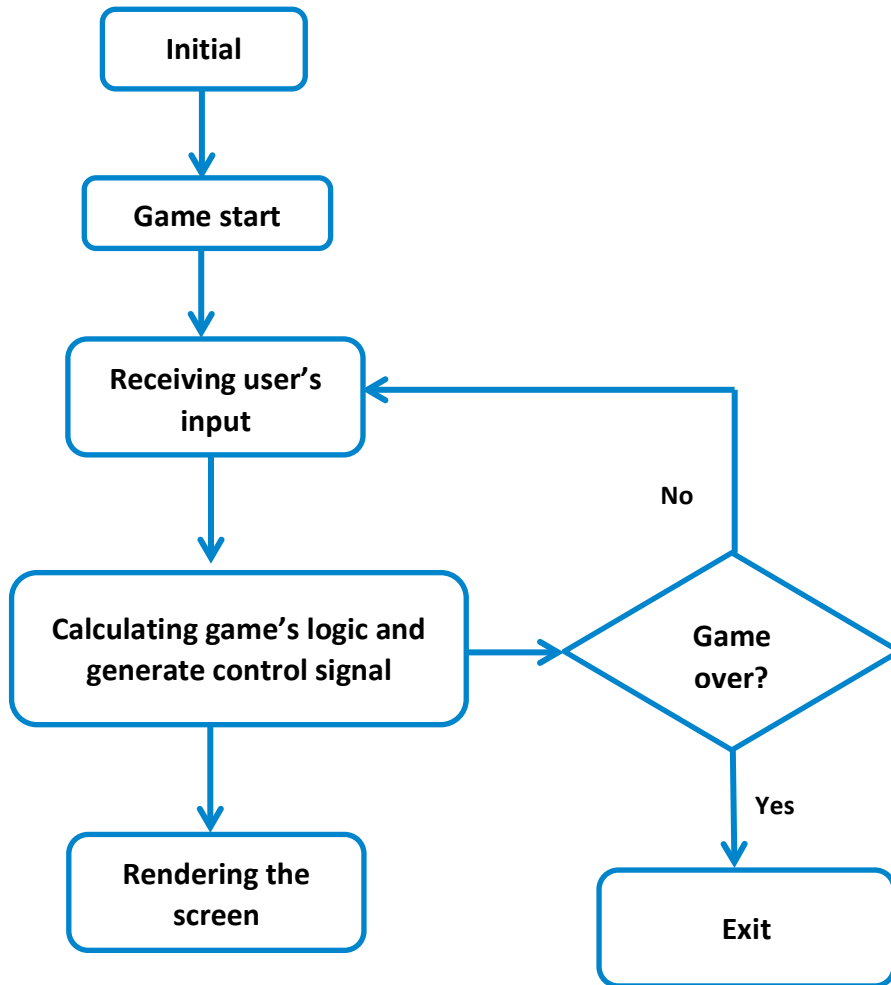 Initial
Game start
Receiving user’s
input
No
Calculating game’s logic and
generate control signal
Game
over?
Yes
Rendering the
screen
Exit